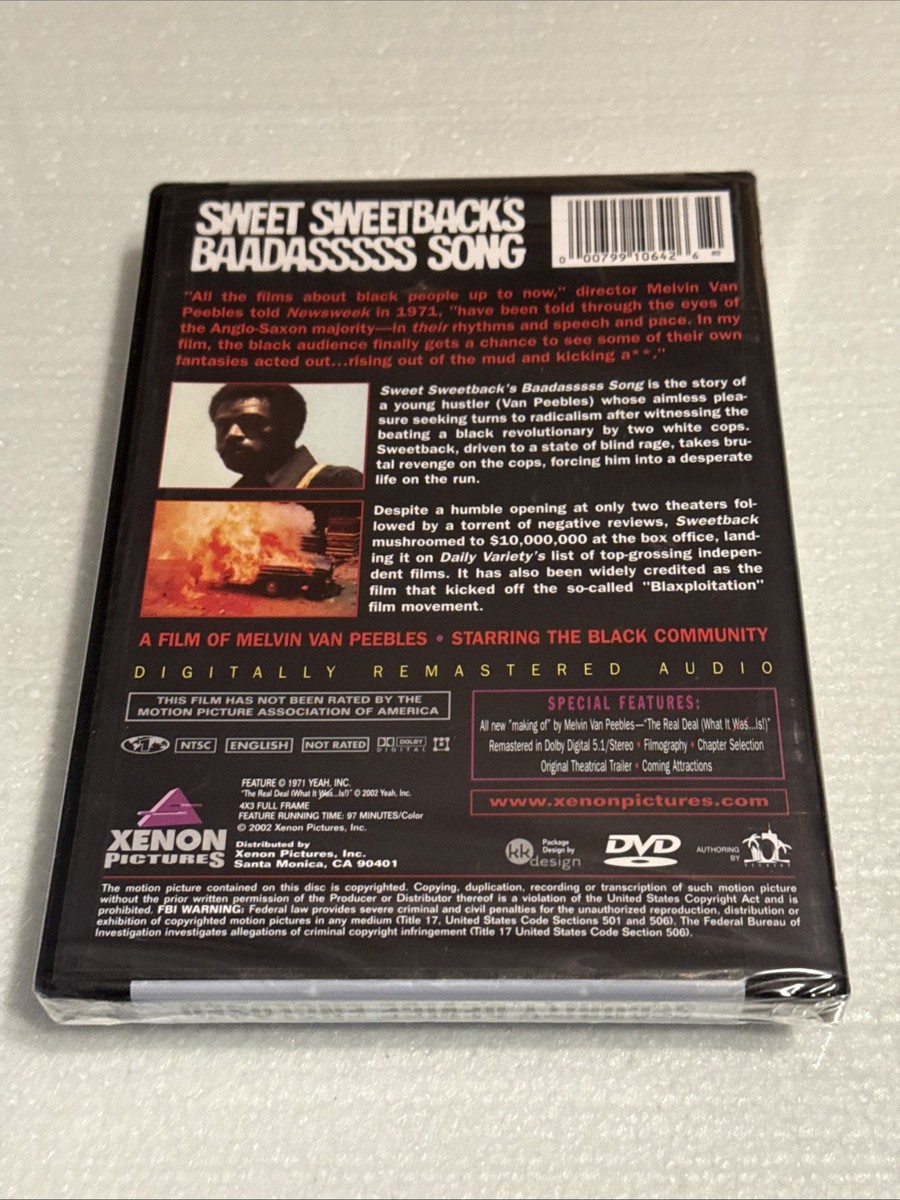 SWEET SWEETBACK'S
BAADASSSSS SONG
0 00799 10642 6 80
"All the films about black people up to now," director Melvin Van
Peebles told Newsweek in 1971, "have been told through the eyes of
the Anglo-Saxon majority—in their rhythms and speech and pace. In my
film, the black audience finally gets a chance to see some of their own
fantasies acted out...rising out of the mud and kicking a**."
Sweet Sweetback's Baadasssss Song is the story of
a young hustler (Van Peebles) whose aimless plea-
sure seeking turns to radicalism after witnessing the
beating a black revolutionary by two white cops.
Sweetback, driven to a state of blind rage, takes bru-
tal revenge on the cops, forcing him into a desperate
life on the run.
Despite a humble opening at only two theaters fol-
lowed by a torrent of negative reviews, Sweetback
mushroomed to $10,000,000 at the box office, land-
ing it on Daily Variety's list of top-grossing indepen-
dent films. It has also been widely credited as the
film that kicked off the so-called "Blaxploitation"
film movement.
A FILM OF MELVIN VAN PEEBLES • STARRING THE BLACK COMMUNITY
DIGITALLY REMASTERED AUDIO
THIS FILM HAS NOT BEEN RATED BY THE
MOTION PICTURE ASSOCIATION OF AMERICA
NTSC ENGLISH NOT RATED DOLBY
DIGITAL
SPECIAL FEATURES:
All new "making of" by Melvin Van Peebles—"The Real Deal (What It Was...Is!)"
Remastered in Dolby Digital 5.1/Stereo • Filmography • Chapter Selection
Original Theatrical Trailer • Coming Attractions
www.xenonpictures.com
XENON
PICTURES
FEATURE © 1971 YEAH, INC.
"The Real Deal (What It Was...Is!)" © 2002 Yeah, Inc.
4X3 FULL FRAME
FEATURE RUNNING TIME: 97 MINUTES/Color
© 2002 Xenon Pictures, Inc.
Distributed by
Xenon Pictures, Inc.
Santa Monica, CA 90401
kk
Package
Design by
design
DVD
VIDEO
AUTHORING
BY
The motion picture contained on this disc is copyrighted. Copying, duplication, recording or transcription of such motion picture
without the prior written permission of the Producer or Distributor thereof is a violation of the United States Copyright Act and is
prohibited. FBI WARNING: Federal law provides severe criminal and civil penalties for the unauthorized reproduction, distribution or
exhibition of copyrighted motion pictures in any medium (Title 17, United States Code Sections 501 and 506). The Federal Bureau of
Investigation investigates allegations of criminal copyright infringement (Title 17 United States Code Section 506).
SECURITY DEVICE ENCLOSED